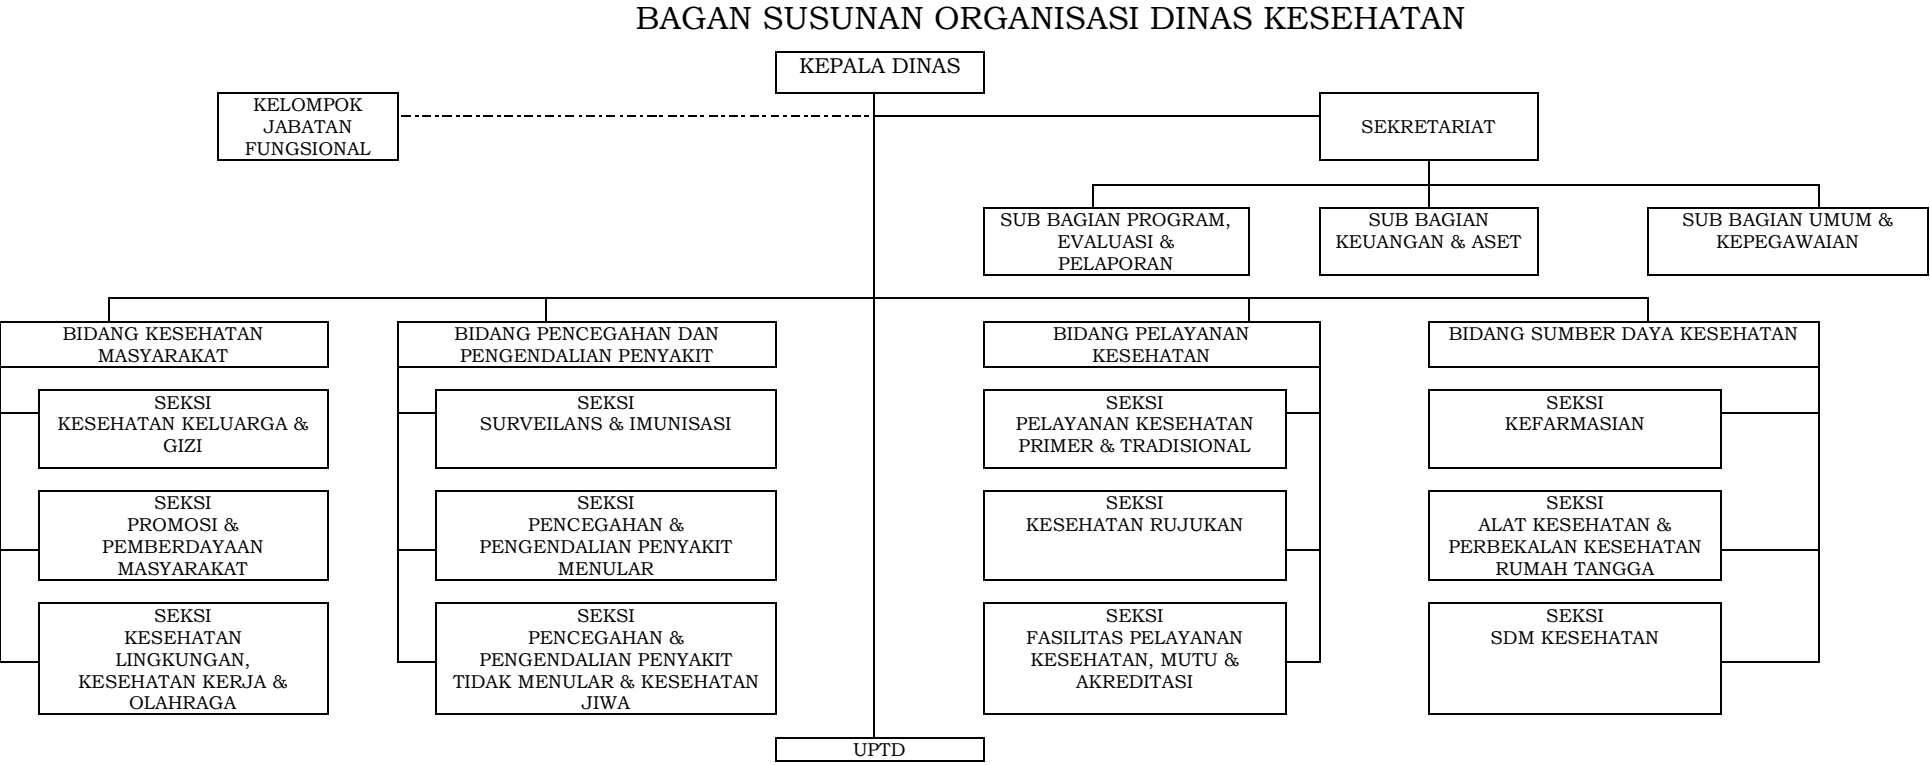 BAGAN SUSUNAN ORGANISASI DINAS KESEHATAN
KEPALA DINAS
KELOMPOK
JABATAN
FUNGSIONAL
SEKRETARIAT
SUB BAGIAN PROGRAM,
EVALUASI &
PELAPORAN
SUB BAGIAN
KEUANGAN & ASET
SUB BAGIAN UMUM &
KEPEGAWAIAN
BIDANG KESEHATAN
MASYARAKAT
BIDANG PENCEGAHAN DAN
PENGENDALIAN PENYAKIT
BIDANG PELAYANAN
KESEHATAN
BIDANG SUMBER DAYA KESEHATAN
SEKSI
KESEHATAN KELUARGA &
GIZI
SEKSI
SURVEILANS & IMUNISASI
SEKSI
PELAYANAN KESEHATAN
PRIMER & TRADISIONAL
SEKSI
KEFARMASIAN
SEKSI
PROMOSI &
PEMBERDAYAAN
MASYARAKAT
SEKSI
PENCEGAHAN &
PENGENDALIAN PENYAKIT
MENULAR
SEKSI
KESEHATAN RUJUKAN
SEKSI
ALAT KESEHATAN &
PERBEKALAN KESEHATAN
RUMAH TANGGA
SEKSI
KESEHATAN
LINGKUNGAN,
KESEHATAN KERJA &
OLAHRAGA
SEKSI
PENCEGAHAN &
PENGENDALIAN PENYAKIT
TIDAK MENULAR & KESEHATAN
JIWA
SEKSI
FASILITAS PELAYANAN
KESEHATAN, MUTU &
AKREDITASI
SEKSI
SDM KESEHATAN
UPTD